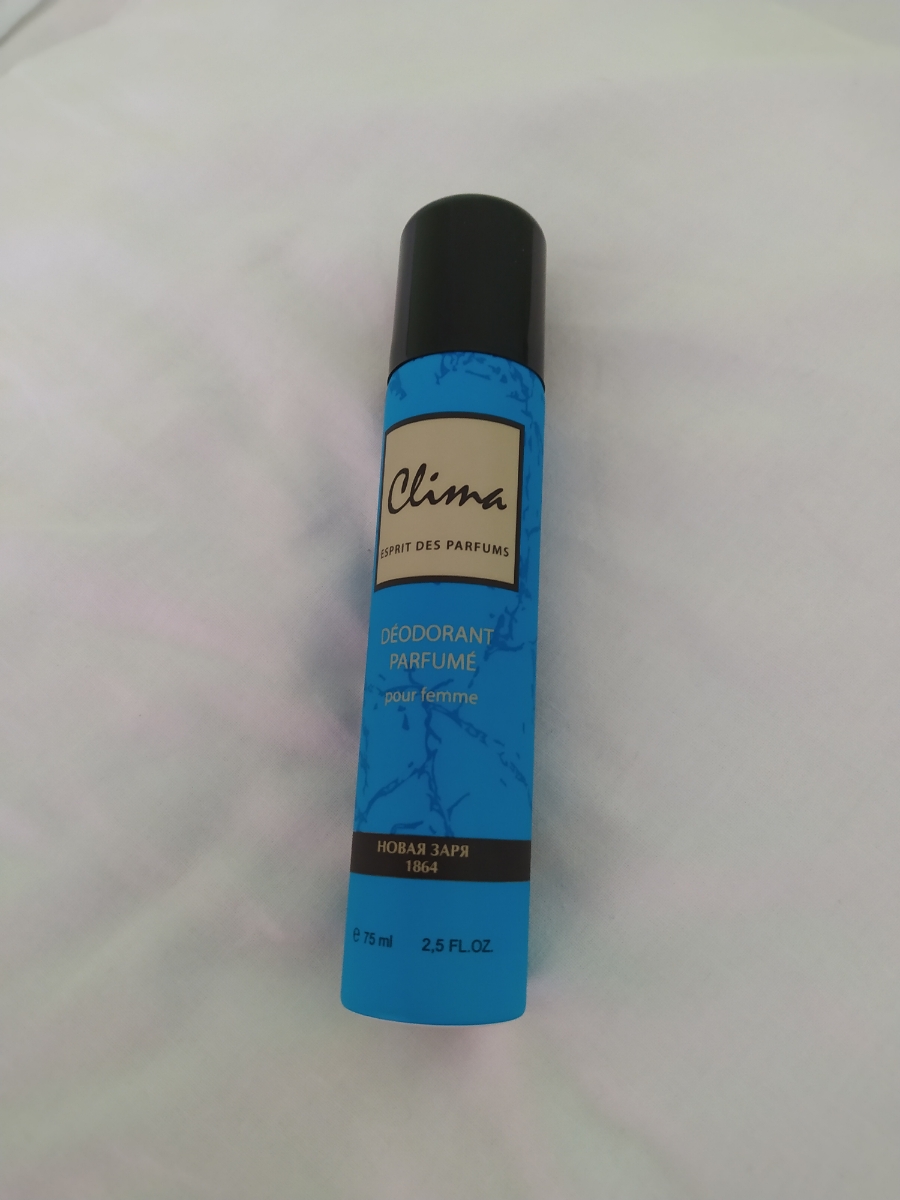 Clima
ESPRIT DES PARFUMS
DÉODORANT
PARFUMÉ
pour femme
НОВАЯ ЗАРЯ
1864
℮ 75 ml 2,5 FL.OZ.